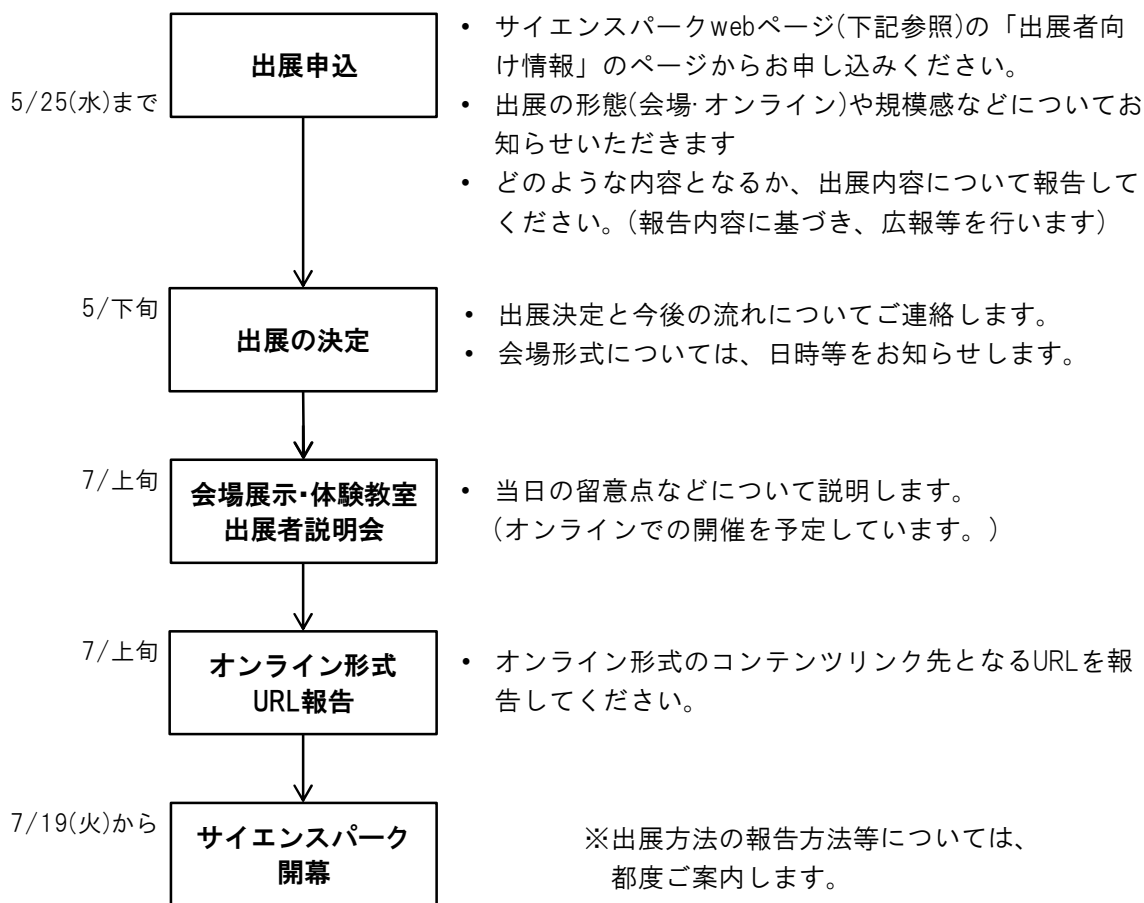 出展申込
5/25(水)まで
• サイエンスパークwebページ(下記参照)の「出展者向
け情報」のページからお申し込みください。
• 出展の形態(会場･オンライン)や規模感などについてお
知らせいただきます
• どのような内容となるか、出展内容について報告して
ください。(報告内容に基づき、広報等を行います)
5/下旬
出展の決定
• 出展決定と今後の流れについてご連絡します。
• 会場形式については、日時等をお知らせします。
7/上旬
会場展示・体験教室
出展者説明会
• 当日の留意点などについて説明します。
(オンラインでの開催を予定しています。)
7/上旬
オンライン形式
URL報告
• オンライン形式のコンテンツリンク先となるURLを報
告してください。
7/19(火)から
サイエンスパーク
開幕
※出展方法の報告方法等については、
都度ご案内します。